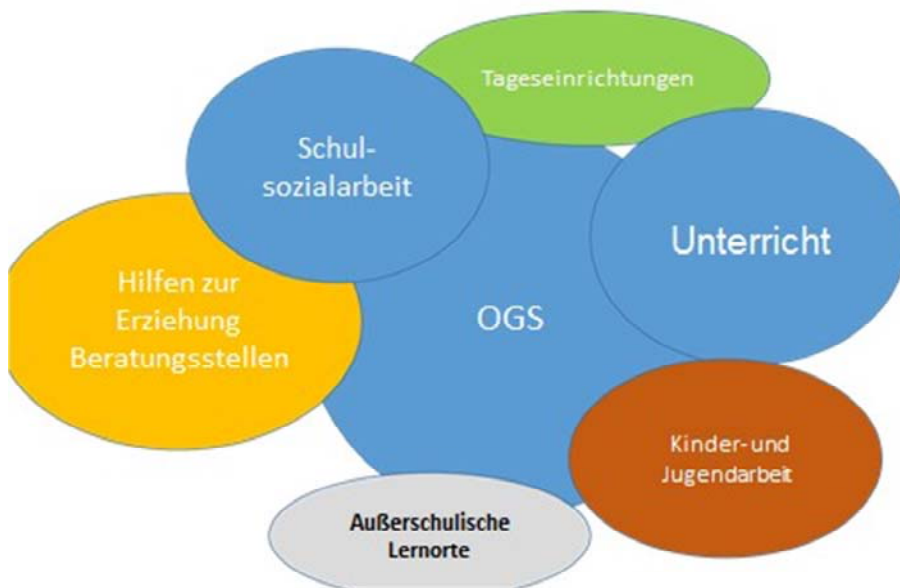 Tageseinrichtungen
Schul-
sozialarbeit
Unterricht
Hilfen zur
Erziehung
Beratungsstellen
OGS
Kinder-und
Jugendarbeit
Außerschulische
Lernorte